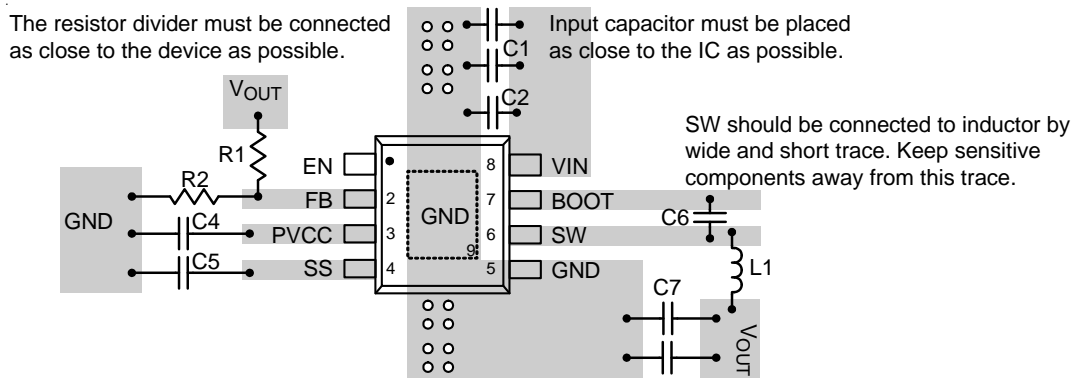 The resistor divider must be connected
as close to the device as possible.
Input capacitor must be placed
as close to the IC as possible.
C1
C2
VOUT
R1
SW should be connected to inductor by
wide and short trace. Keep sensitive
components away from this trace.
EN
8
VIN
R2
FB
2
7
BOOT
GND
C4
PVCC
3
GND
6
SW
C6
9
C5
SS
4
5
GND
L1
C7
VOUT